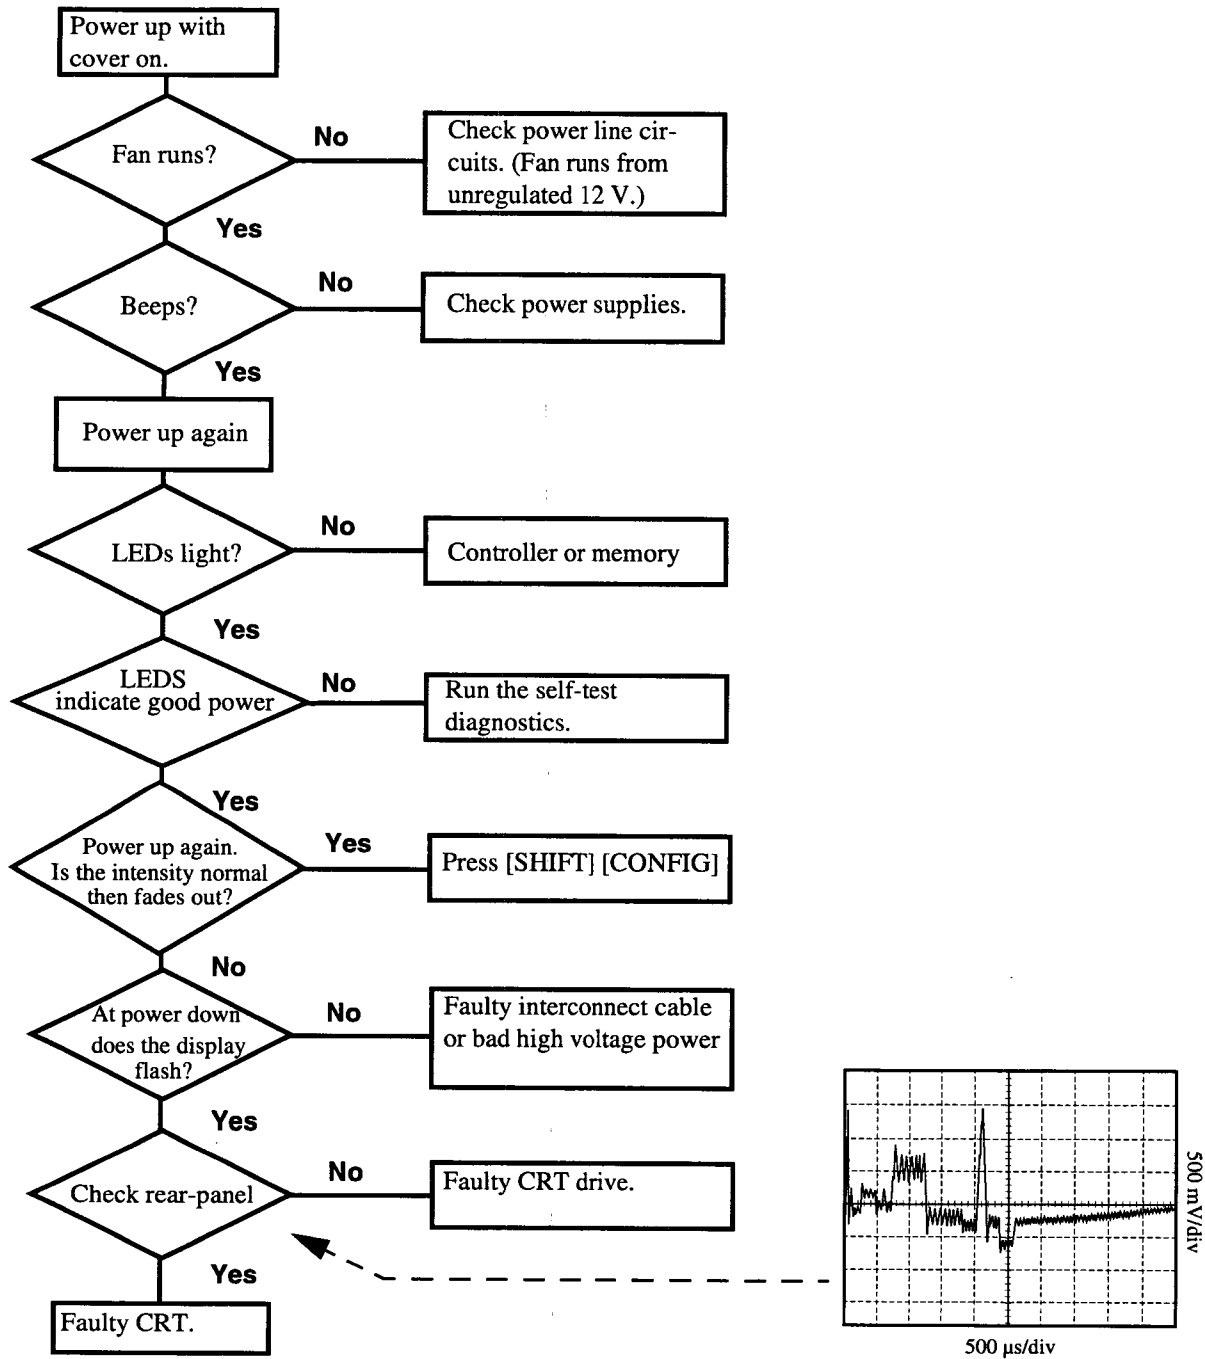 Power up with
cover on.
Fan runs?
No
Check power line cir-
cuits. (Fan runs from
unregulated 12 V.)
Yes
Beeps?
No
Check power supplies.
Yes
Power up again
LEDs light?
No
Controller or memory
Yes
LEDS
indicate good power
No
Run the self-test
diagnostics.
Yes
Power up again.
Is the intensity normal
then fades out?
Yes
Press [SHIFT] [CONFIG]
No
At power down
does the display
flash?
No
Faulty interconnect cable
or bad high voltage power
Yes
Check rear-panel
No
Faulty CRT drive.
Yes
Faulty CRT.
500 mV/div
500 µs/div